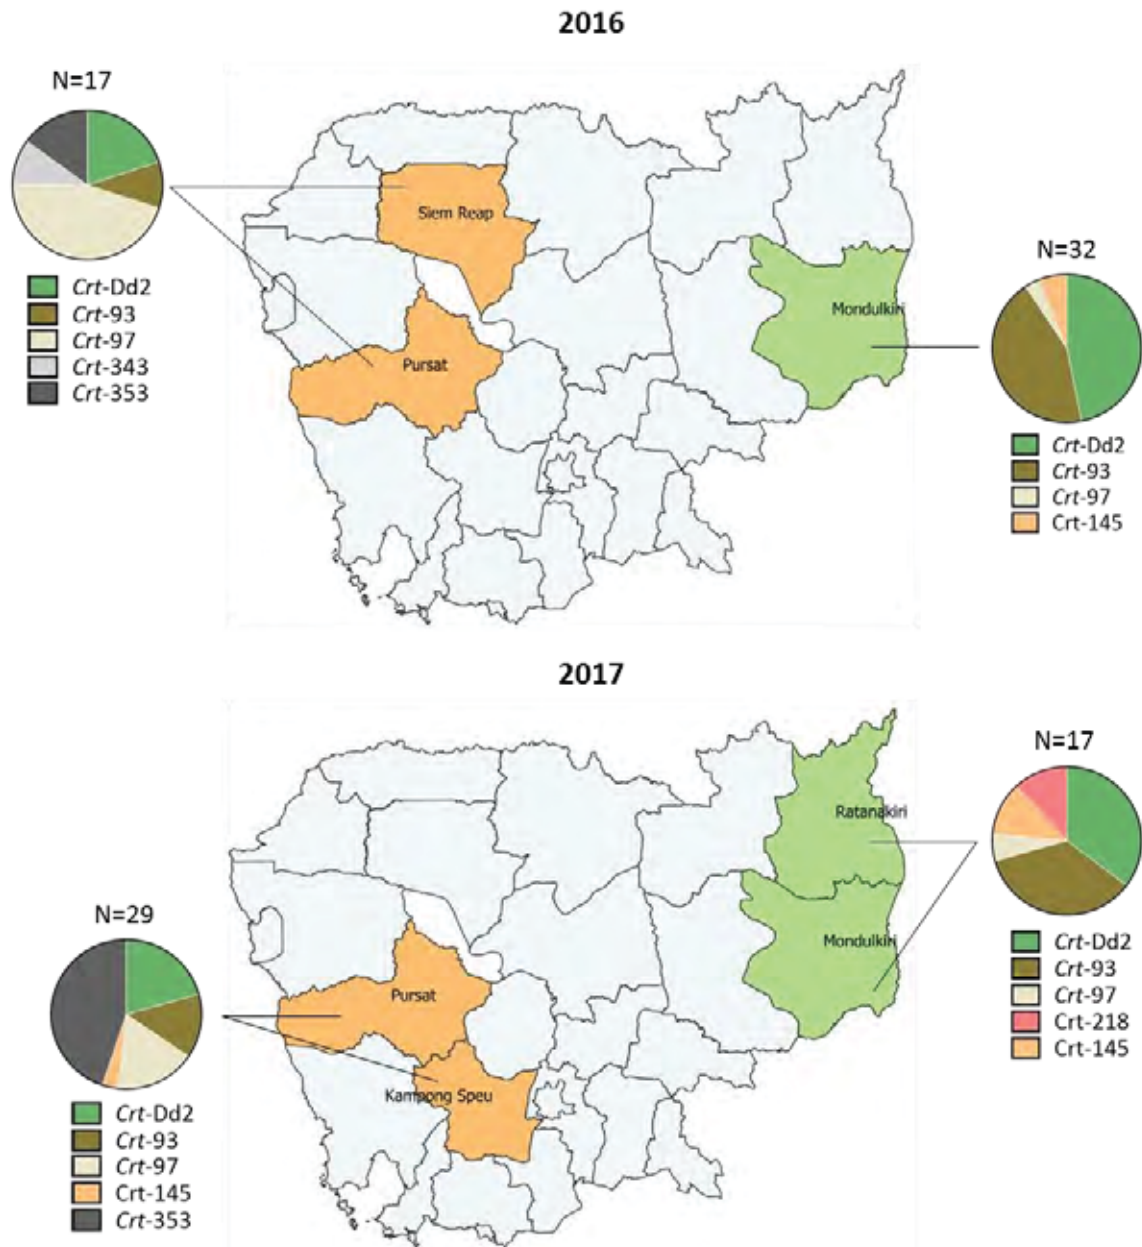 2016
N=17
Crt-Dd2
Crt-93
Crt-97
Crt-343
Crt-353
Siem Reap
Pursat
Mondulkiri
N=32
Crt-Dd2
Crt-93
Crt-97
Crt-145
2017
N=29
Crt-Dd2
Crt-93
Crt-97
Crt-145
Crt-353
Pursat
Kampong Speu
Ratanakiri
Mondulkiri
N=17
Crt-Dd2
Crt-93
Crt-97
Crt-218
Crt-145